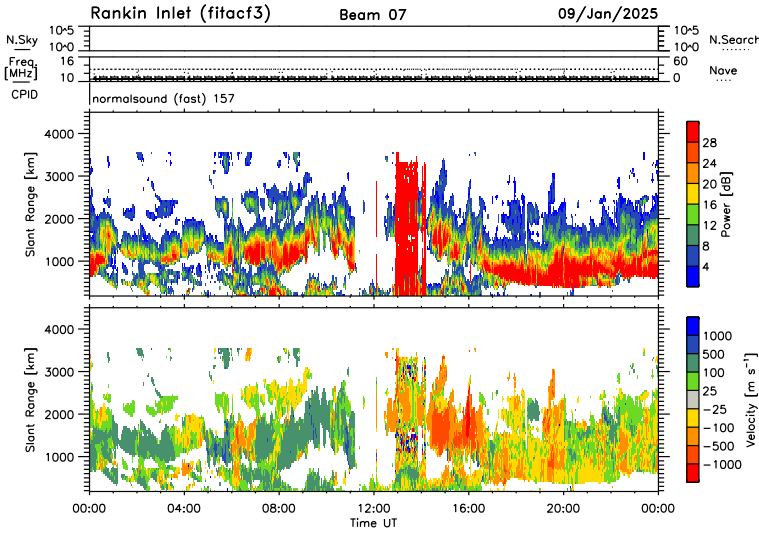 Rankin Inlet (fitacf3) Beam 07 09/Jan/2025
N.Sky 10^5 10^0 10^5 10^0 N.Search
Freq. [MHz] 16 10 60 0 Nave
CPID normalsound (fast) 157
Slant Range [km] 4000 3000 2000 1000
Power [dB] 28 24 20 16 12 8 4
Slant Range [km] 4000 3000 2000 1000
Velocity [m s⁻¹] 1000 500 100 25 −25 −100 −500 −1000
00:00 04:00 08:00 12:00 16:00 20:00 00:00
Time UT